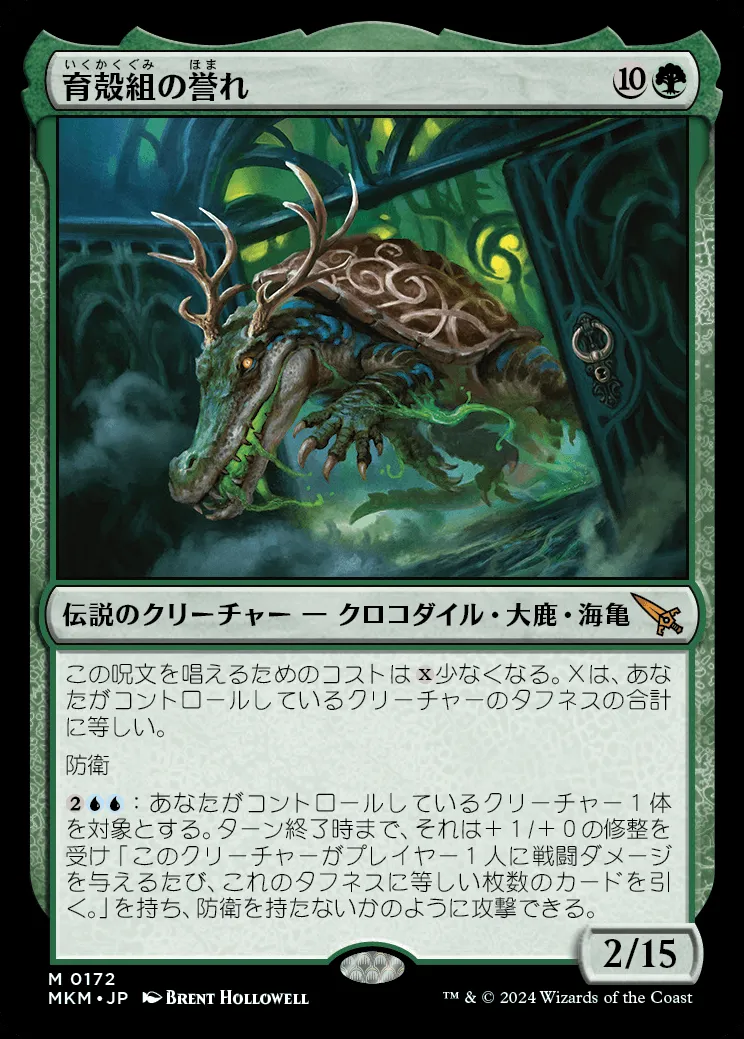 いくかくぐみ ほま
育殻組の誉れ 10
伝説のクリーチャー ― クロコダイル・大鹿・海亀
この呪文を唱えるためのコストは X 少なくなる。Xは、あな
たがコントロールしているクリーチャーのタフネスの合計
に等しい。
防衛
2：あなたがコントロールしているクリーチャー１体
を対象とする。ターン終了時まで、それは＋１/＋０の修整を
受け「このクリーチャーがプレイヤー１人に戦闘ダメージ
を与えるたび、これのタフネスに等しい枚数のカードを引
く。」を持ち、防衛を持たないかのように攻撃できる。
2/15
M 0172
MKM • JP BRENT HOLLOWELL
™ & © 2024 Wizards of the Coast